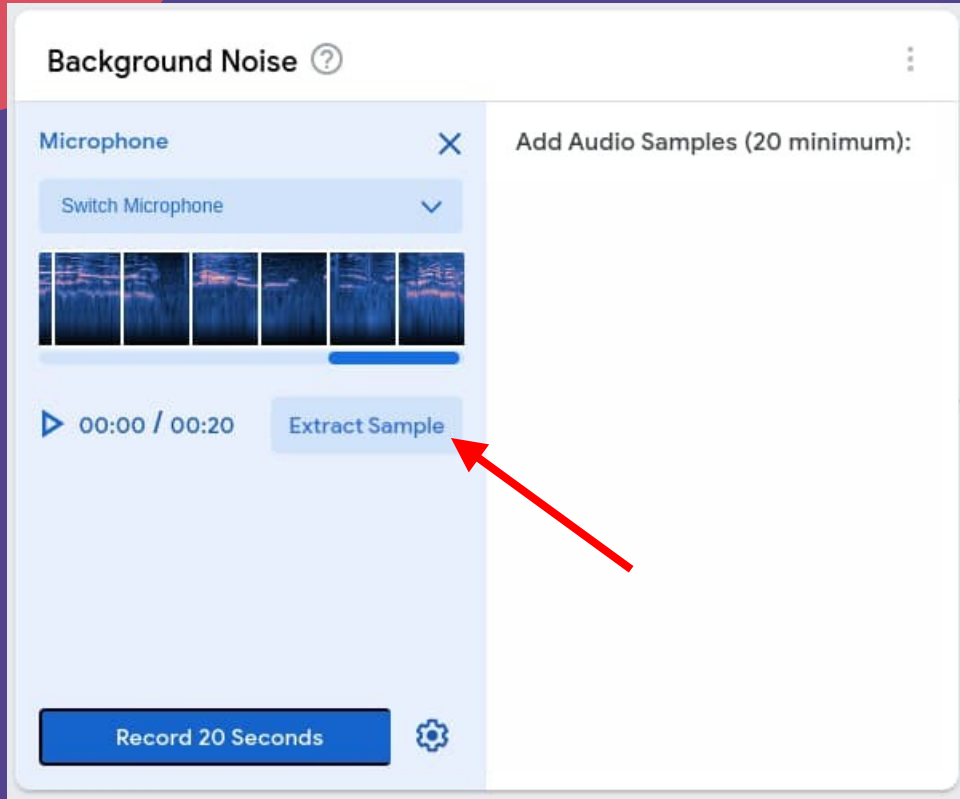 Background Noise ?
Microphone
Add Audio Samples (20 minimum):
Switch Microphone
00:00 / 00:20
Extract Sample
Record 20 Seconds